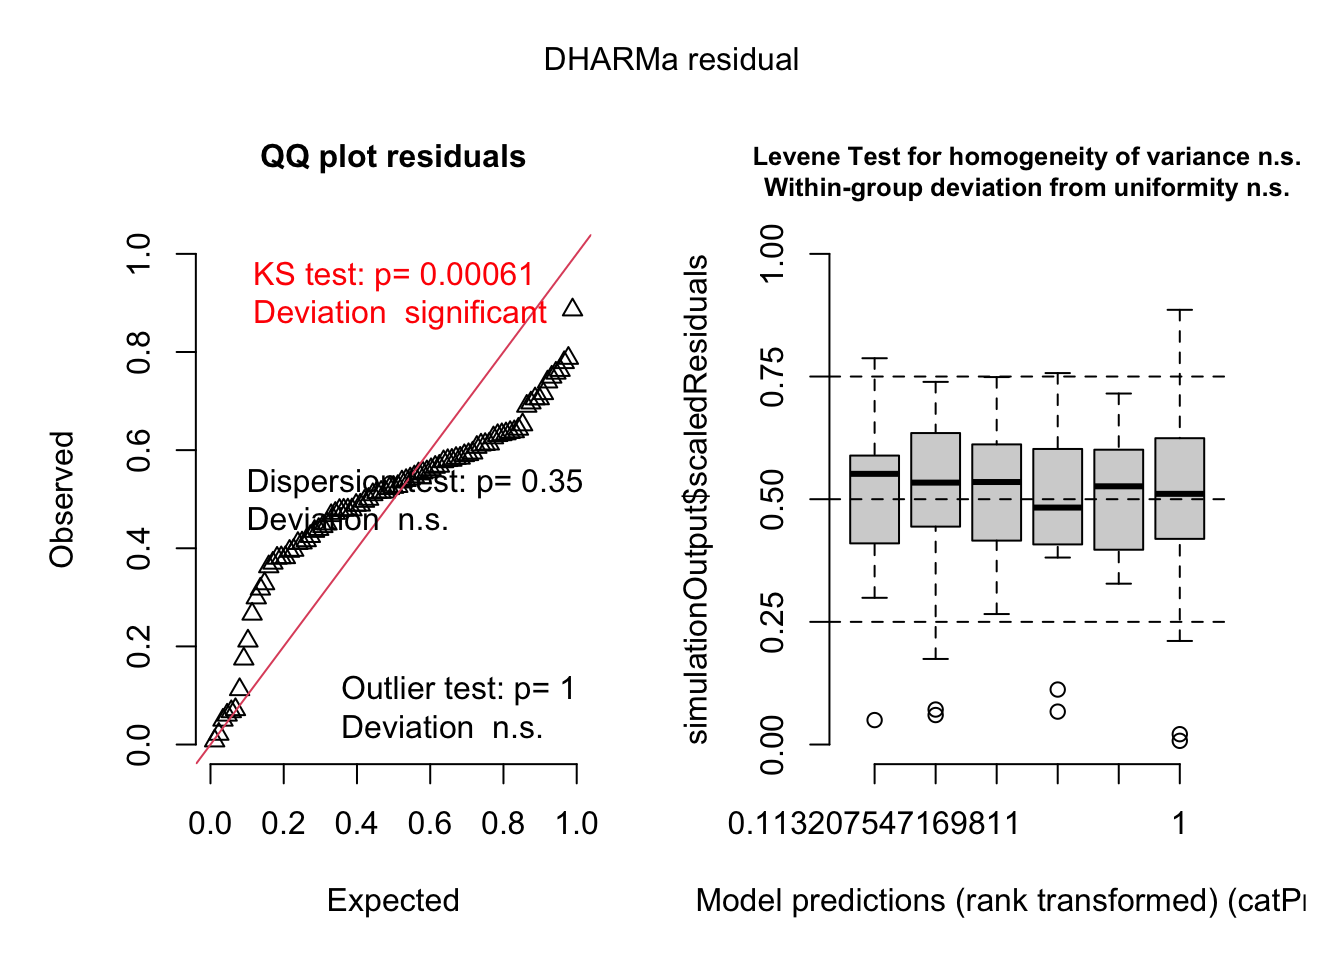 DHARMa residual
QQ plot residuals
KS test: p= 0.00061
Deviation  significant
Dispersion test: p= 0.35
Deviation  n.s.
Outlier test: p= 1
Deviation  n.s.
Observed
0.0 0.2 0.4 0.6 0.8 1.0
0.0 0.2 0.4 0.6 0.8 1.0
Expected
Levene Test for homogeneity of variance n.s.
Within-group deviation from uniformity n.s.
simulationOutput$scaledResiduals
0.00 0.25 0.50 0.75 1.00
0.113207547169811 1
Model predictions (rank transformed) (catP